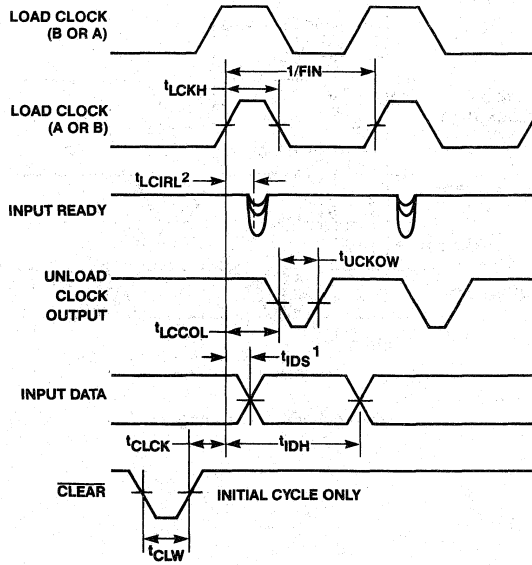 LOAD CLOCK
(B OR A)
1/FIN
tLCKH
LOAD CLOCK
(A OR B)
tLCIRL2
INPUT READY
tUCKOW
UNLOAD
CLOCK
OUTPUT
tLCCOL
tIDS1
INPUT DATA
tCLCK
tIDH
CLEAR
INITIAL CYCLE ONLY
tCLW